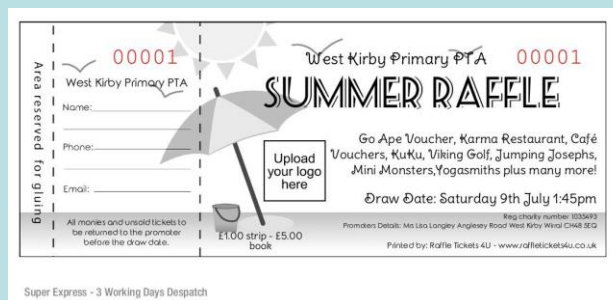 Area reserved for gluing
00001
West Kirby Primary PTA
Name:
Phone:
Email:
All monies and unsold tickets to
be returned to the promoter
before the draw date.
West Kirby Primary PTA
00001
SUMMER RAFFLE
Go Ape Voucher, Karma Restaurant, Café
Vouchers, KuKu, Viking Golf, Jumping Josephs,
Mini Monsters,Yogasmiths plus many more!
Upload
your logo
here
Draw Date: Saturday 9th July 1:45pm
Reg charity number 1035493
Promoters Details: Ms Lisa Langley Anglesey Road West Kirby Wirral CH48 5EQ
£1.00 strip - £5.00
book
Printed by: Raffle Tickets 4U - www.raffletickets4u.co.uk
Super Express - 3 Working Days Despatch